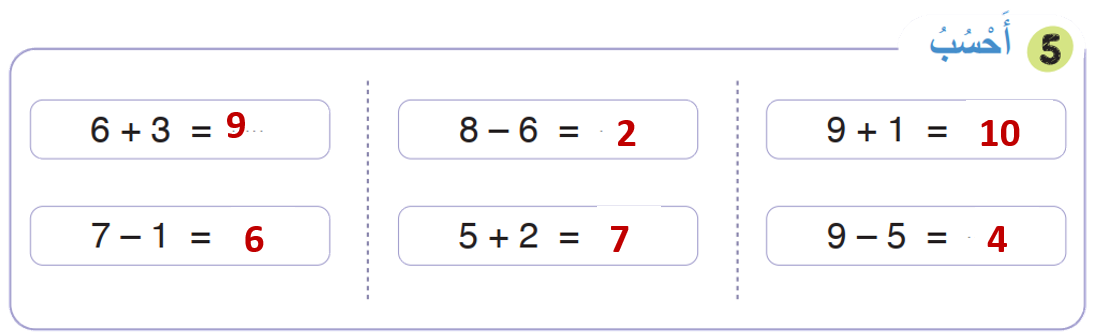 5 أَحْسُبُ
6 + 3 = 9 8 – 6 = 2 9 + 1 = 10
7 – 1 = 6 5 + 2 = 7 9 – 5 = 4